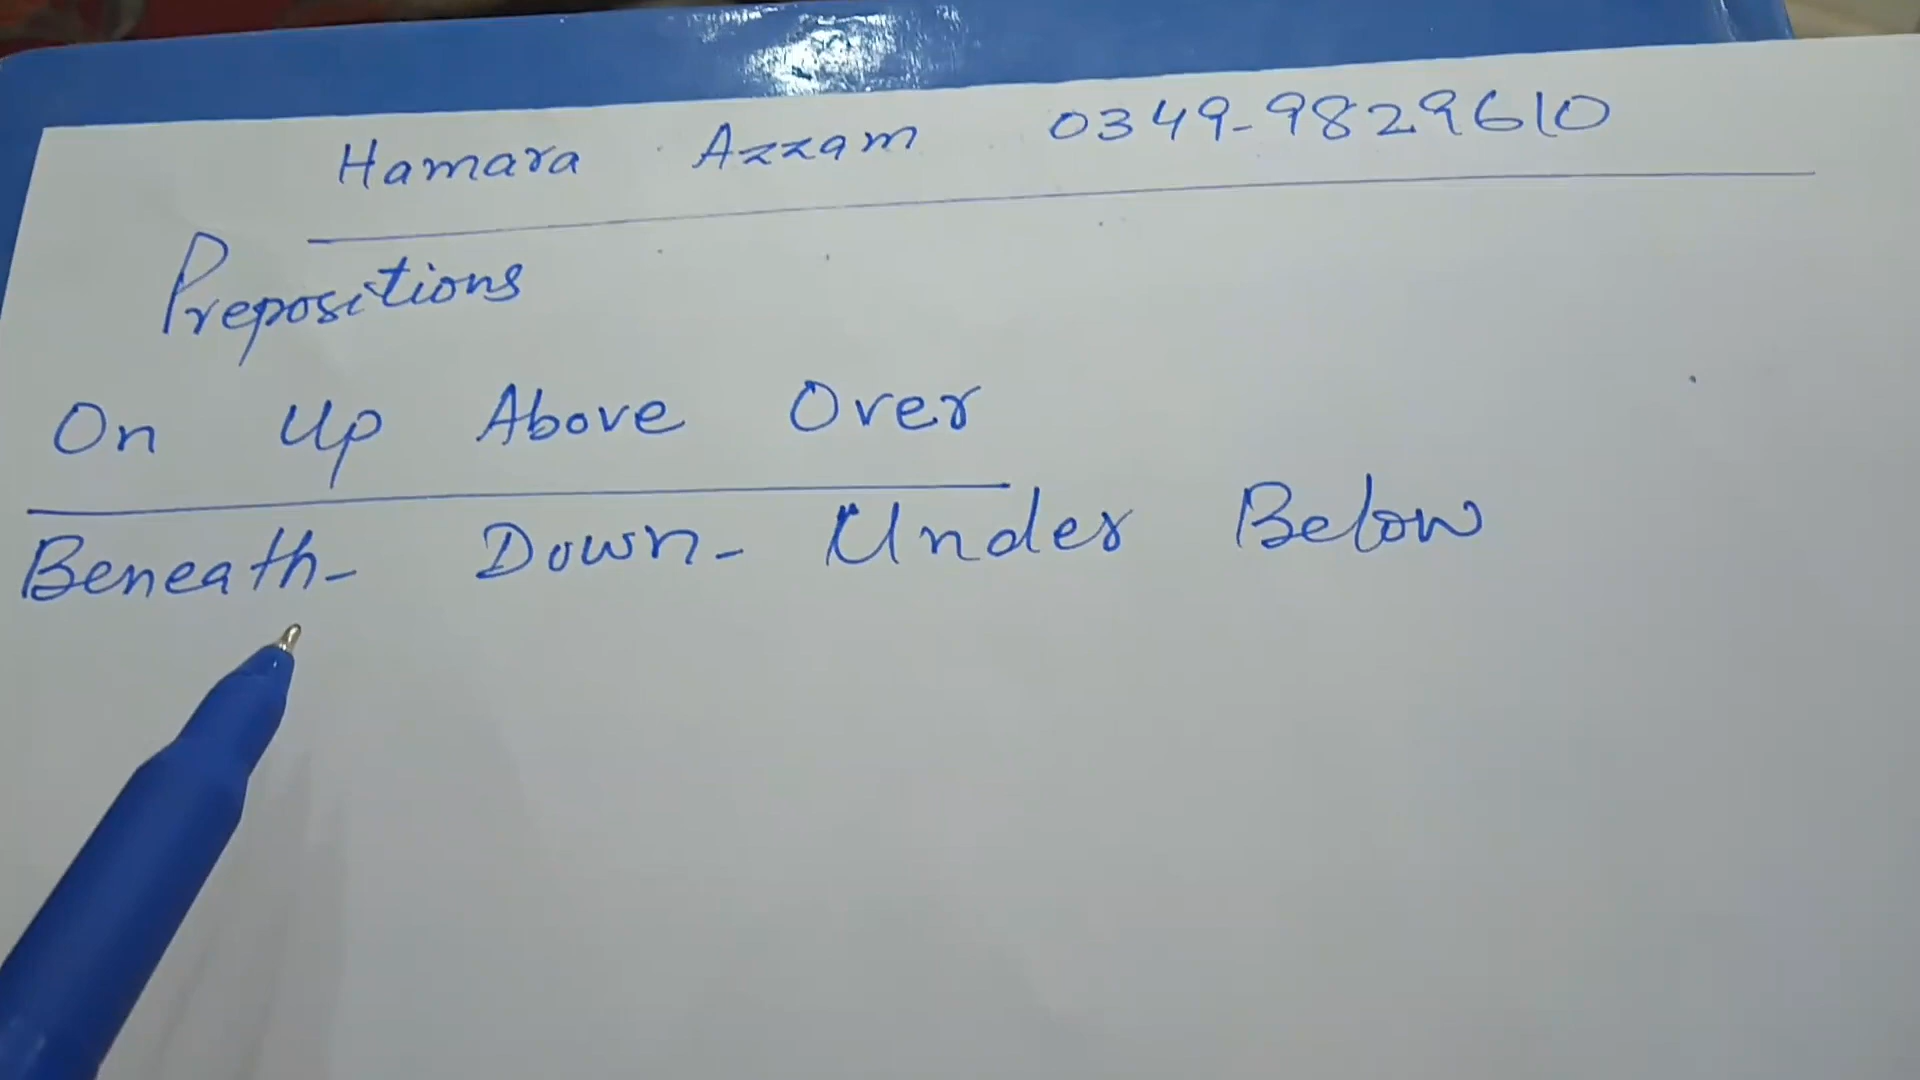 Hamara Azzam 0349-9829610
Prepositions
On Up Above Over
Beneath- Down- Under Below